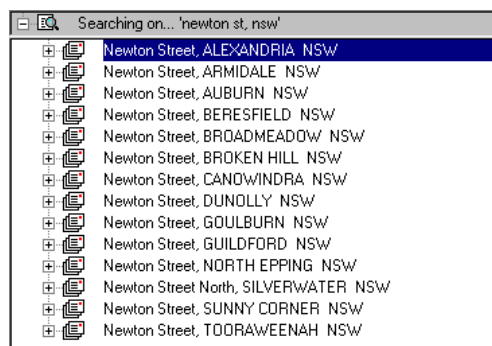 Searching on... 'newton st, nsw'
Newton Street, ALEXANDRIA NSW
Newton Street, ARMIDALE NSW
Newton Street, AUBURN NSW
Newton Street, BERESFIELD NSW
Newton Street, BROADMEADOW NSW
Newton Street, BROKEN HILL NSW
Newton Street, CANOWINDRA NSW
Newton Street, DUNOLLY NSW
Newton Street, GOULBURN NSW
Newton Street, GUILDFORD NSW
Newton Street, NORTH EPPING NSW
Newton Street North, SILVERWATER NSW
Newton Street, SUNNY CORNER NSW
Newton Street, TOORAWEENAH NSW